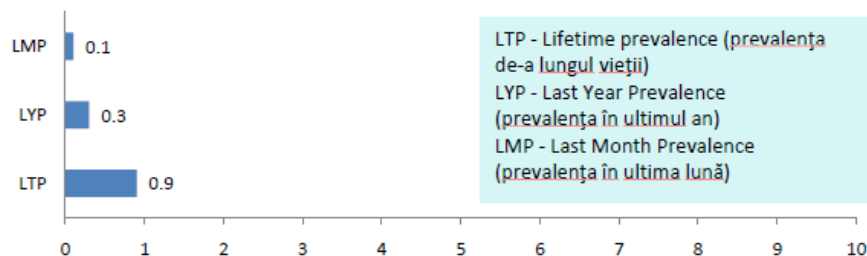 LMP 0.1
LYP 0.3
LTP 0.9
0 1 2 3 4 5 6 7 8 9 10
LTP - Lifetime prevalence (prevalenţa
de-a lungul vieţii)
LYP - Last Year Prevalence
(prevalenţa în ultimul an)
LMP - Last Month Prevalence
(prevalenţa în ultima lună)